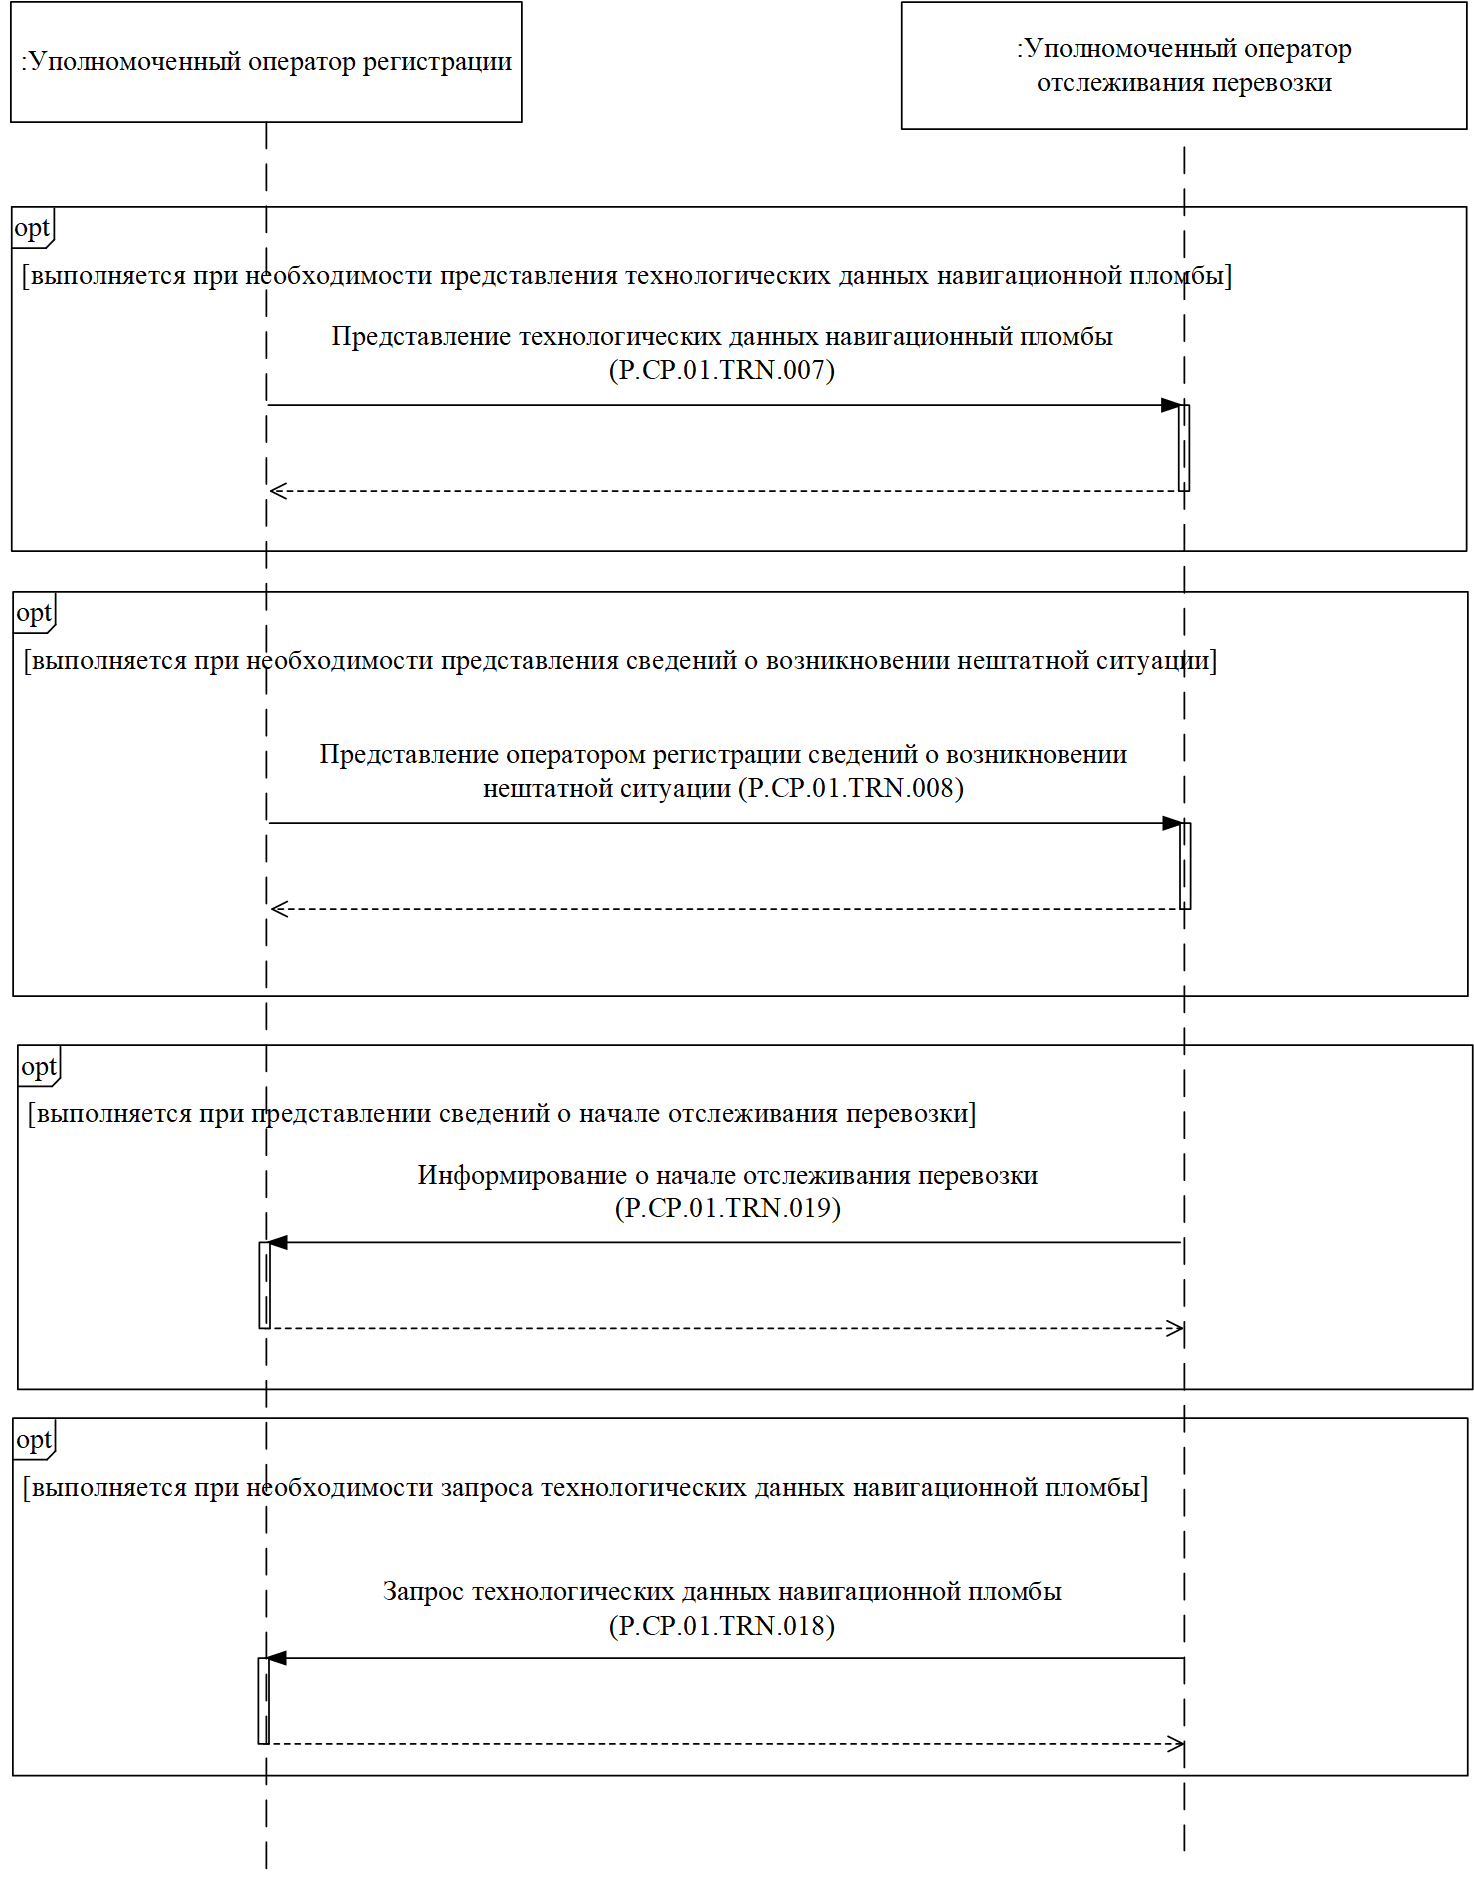 :Уполномоченный оператор регистрации
:Уполномоченный оператор
отслеживания перевозки
opt
[выполняется при необходимости представления технологических данных навигационной пломбы]
Представление технологических данных навигационный пломбы
(P.CP.01.TRN.007)
opt
[выполняется при необходимости представления сведений о возникновении нештатной ситуации]
Представление оператором регистрации сведений о возникновении
нештатной ситуации (P.CP.01.TRN.008)
opt
[выполняется при представлении сведений о начале отслеживания перевозки]
Информирование о начале отслеживания перевозки
(P.CP.01.TRN.019)
opt
[выполняется при необходимости запроса технологических данных навигационной пломбы]
Запрос технологических данных навигационной пломбы
(P.CP.01.TRN.018)